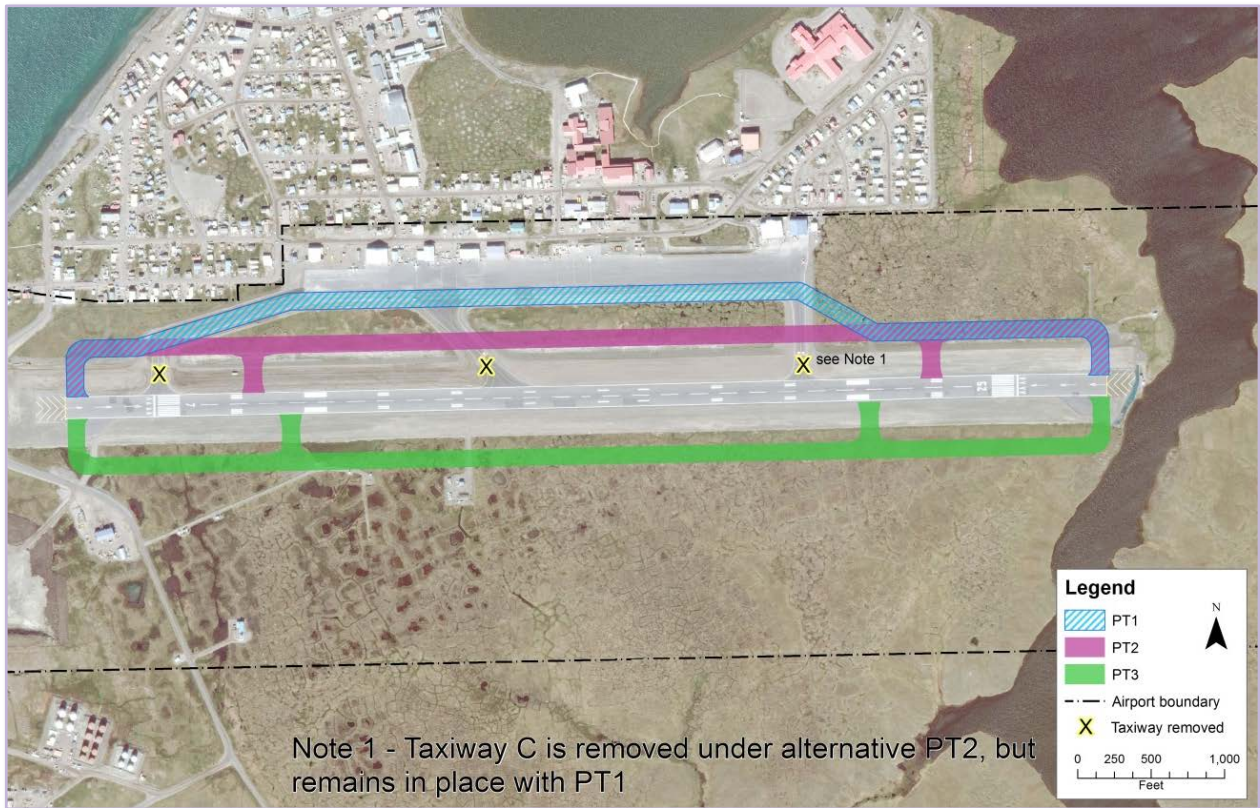 X
X
X see Note 1
7
25
Legend
PT1
PT2
PT3
Airport boundary
X Taxiway removed
N
0 250 500 1,000
Feet
Note 1 - Taxiway C is removed under alternative PT2, but
remains in place with PT1